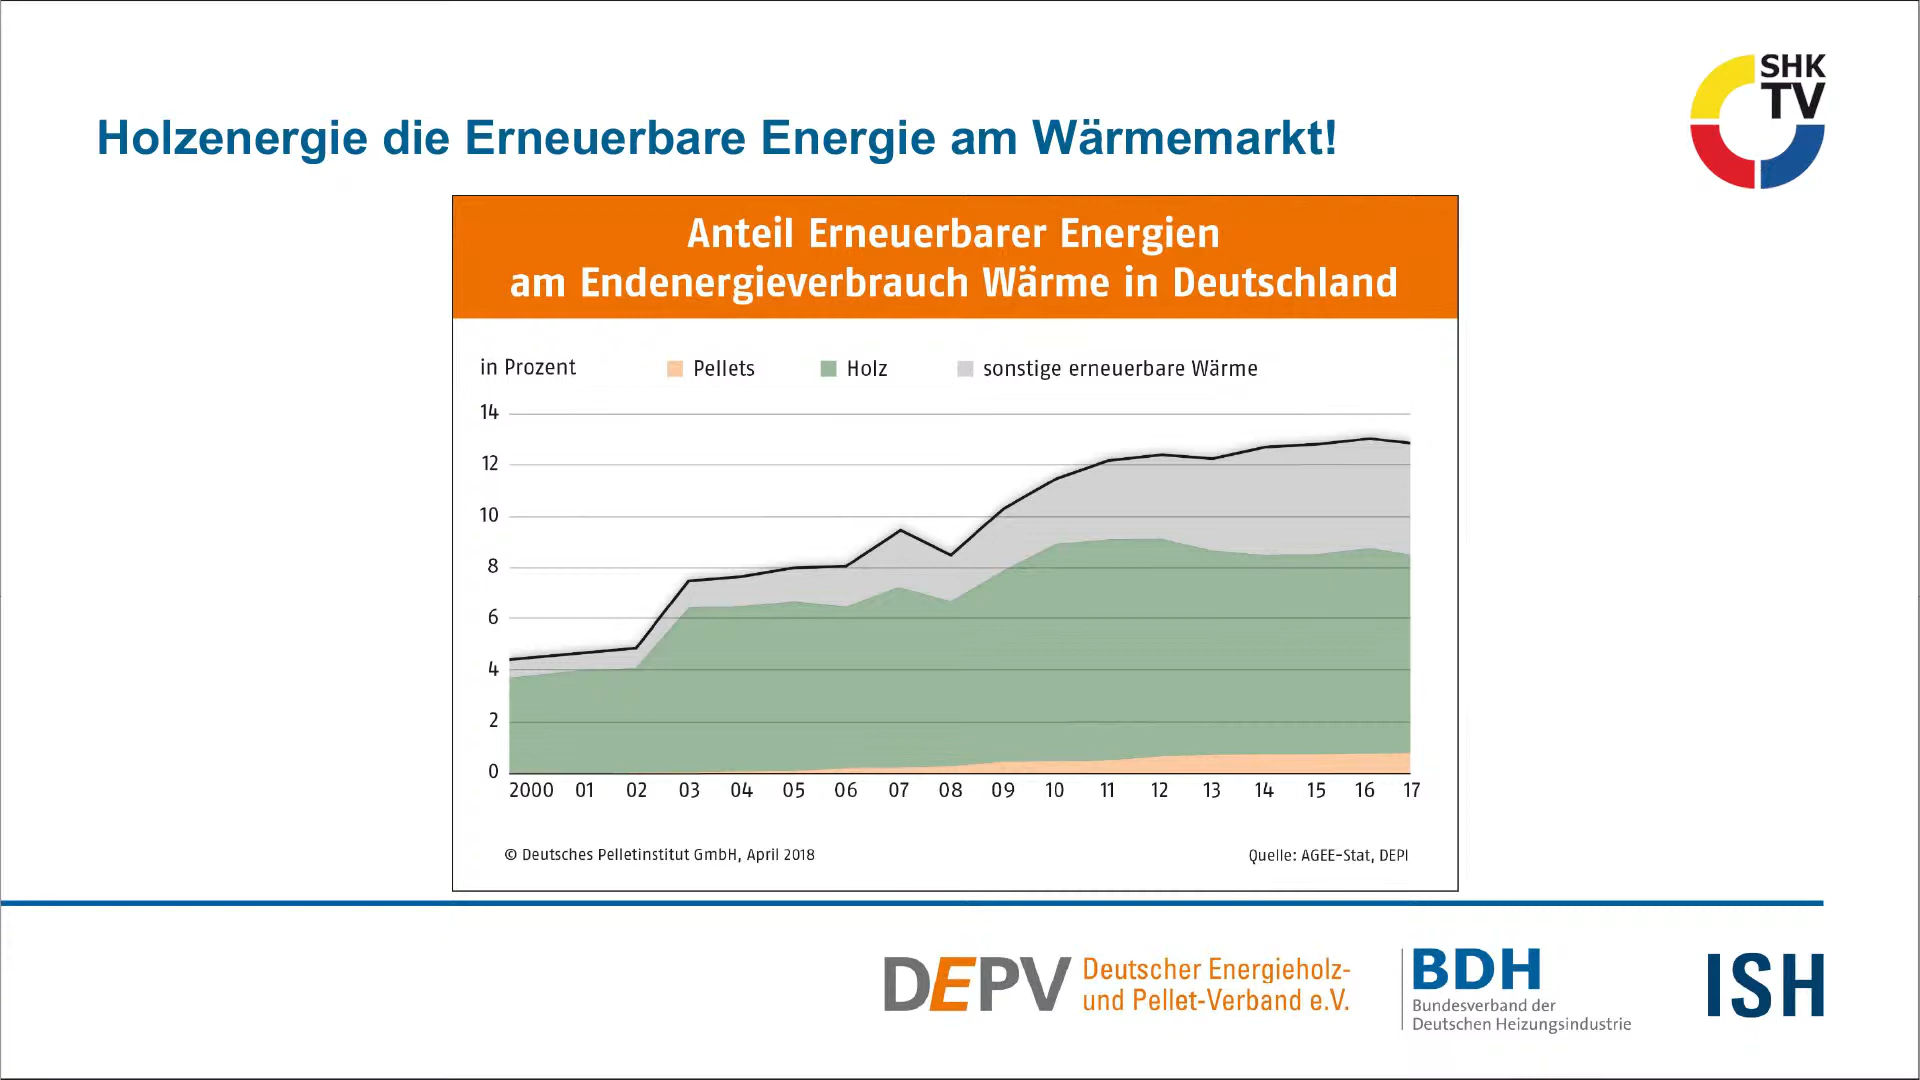 SHK
TV
Holzenergie die Erneuerbare Energie am Wärmemarkt!
Anteil Erneuerbarer Energien
am Endenergieverbrauch Wärme in Deutschland
in Prozent
Pellets
Holz
sonstige erneuerbare Wärme
14
12
10
8
6
4
2
0
2000 01 02 03 04 05 06 07 08 09 10 11 12 13 14 15 16 17
© Deutsches Pelletinstitut GmbH, April 2018
Quelle: AGEE-Stat, DEPI
DEPV
Deutscher Energieholz-
und Pellet-Verband e.V.
BDH
Bundesverband der
Deutschen Heizungsindustrie
ISH